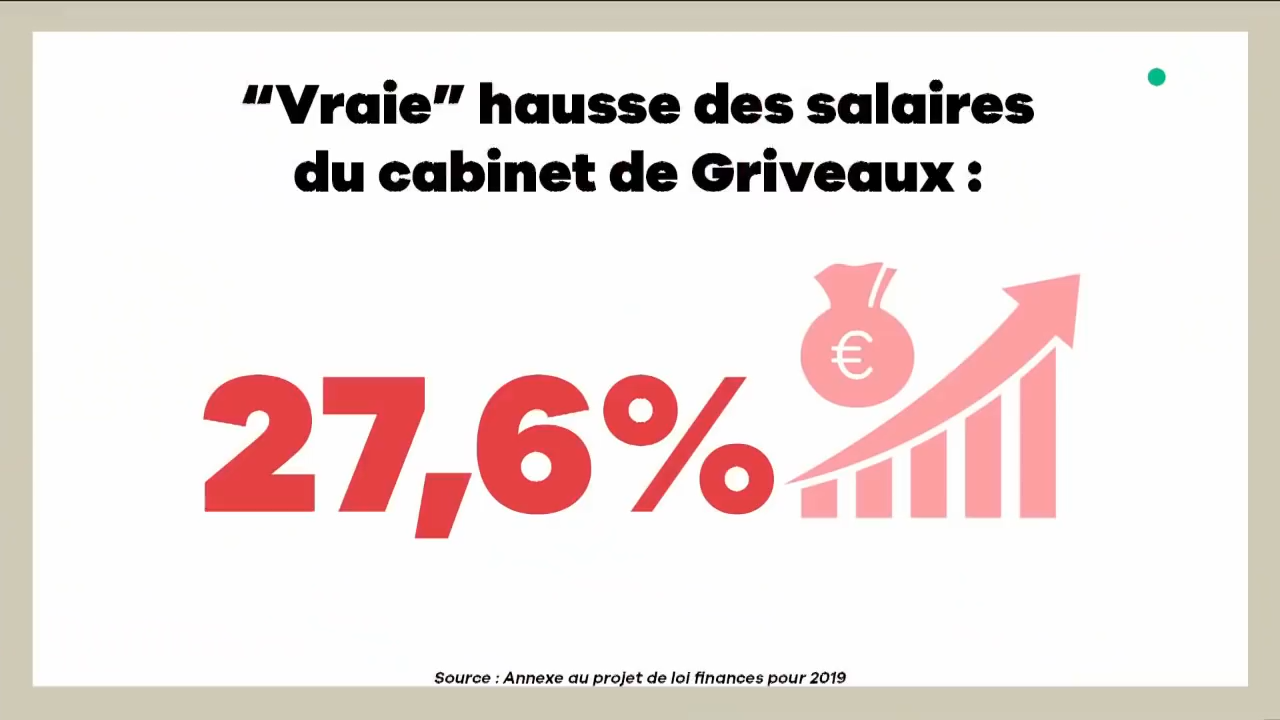 “Vraie” hausse des salaires
du cabinet de Griveaux :
€
27,6%
Source : Annexe au projet de loi finances pour 2019